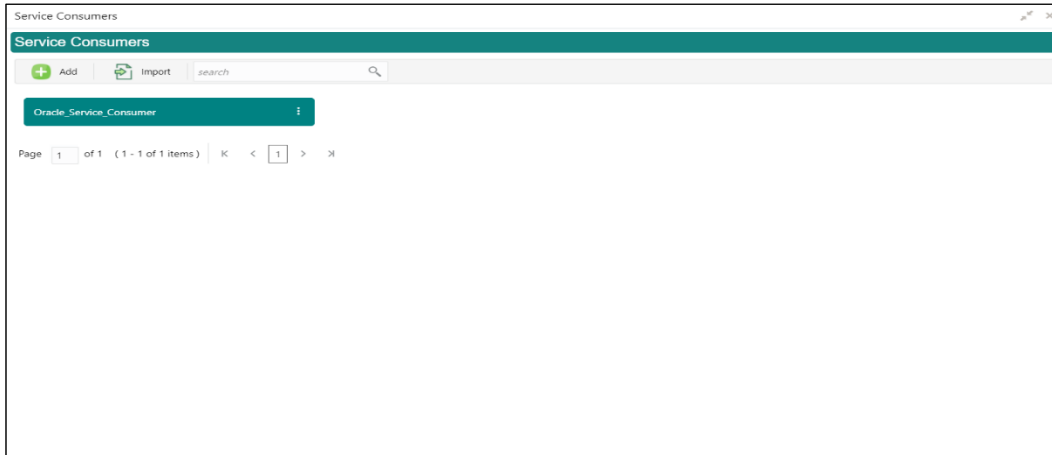 Service Consumers
Service Consumers
Add Import search
Oracle_Service_Consumer
Page 1 of 1 (1 - 1 of 1 items) K < 1 > >|